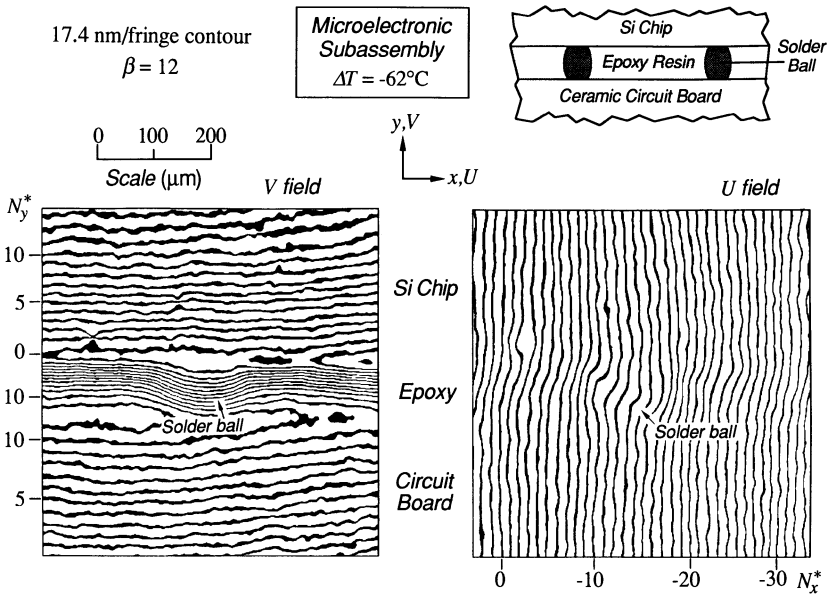 17.4 nm/fringe contour
β = 12
Microelectronic
Subassembly
ΔT = -62°C
Si Chip
Epoxy Resin
Solder
Ball
Ceramic Circuit Board
0 100 200
Scale (μm)
y,V
x,U
V field
U field
N*y
10
5
0
10
10
5
Solder ball
Si Chip
Epoxy
Circuit
Board
Solder ball
0 -10 -20 -30 N*x